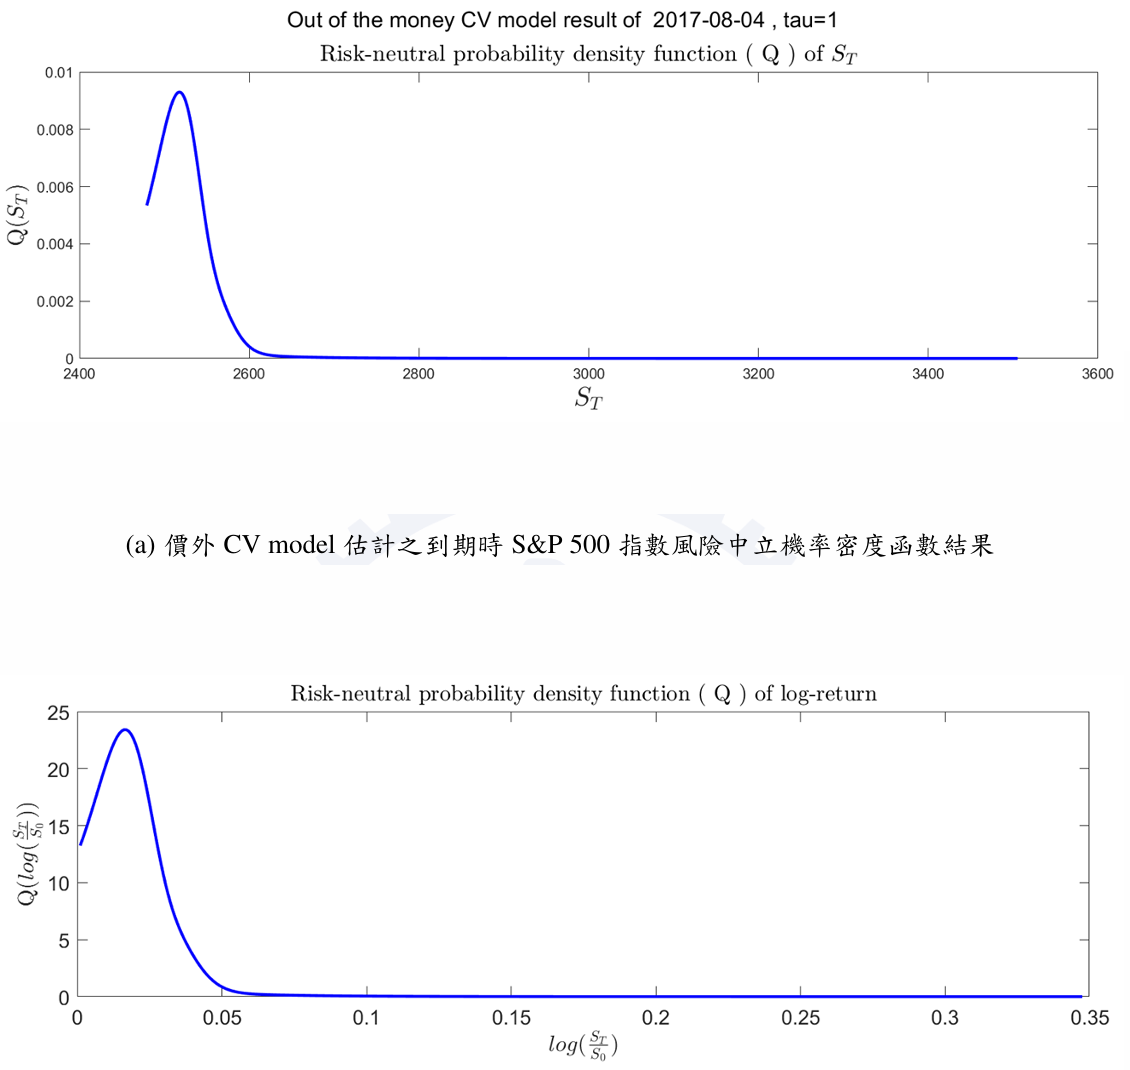 Out of the money CV model result of 2017-08-04 , tau=1
Risk-neutral probability density function ( Q ) of S_T
0.01
0.008
0.006
0.004
0.002
0
Q(S_T)
2400 2600 2800 3000 3200 3400 3600
S_T
(a) 價外 CV model 估計之到期時 S&P 500 指數風險中立機率密度函數結果
Risk-neutral probability density function ( Q ) of log-return
25
20
15
10
5
0
Q(log(S_T/S_0))
0 0.05 0.1 0.15 0.2 0.25 0.3 0.35
log(S_T/S_0)